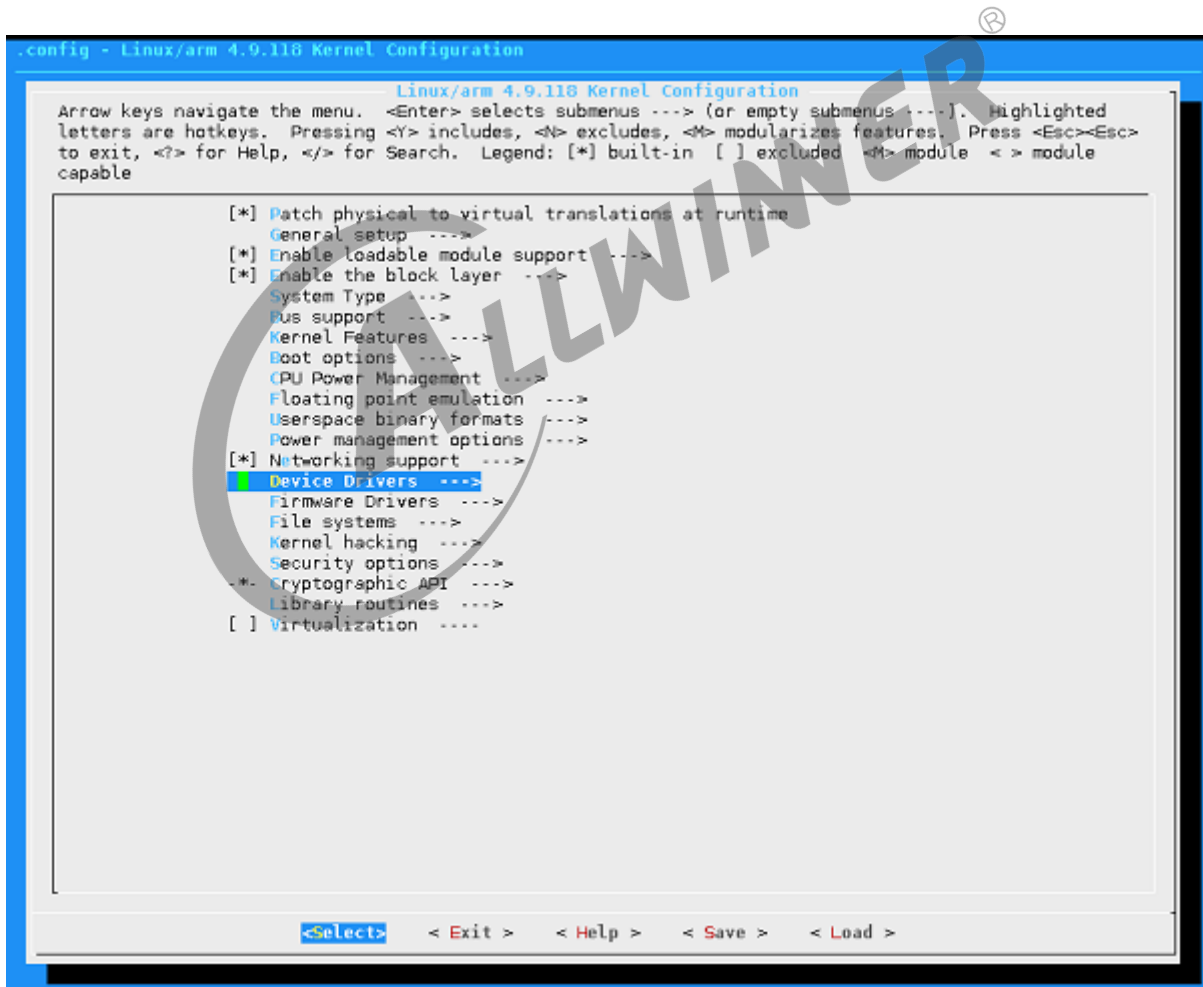 ®
.config - Linux/arm 4.9.118 Kernel Configuration
Linux/arm 4.9.118 Kernel Configuration
Arrow keys navigate the menu.  <Enter> selects submenus ---> (or empty submenus ----).  Highlighted
letters are hotkeys.  Pressing <Y> includes, <N> excludes, <M> modularizes features.  Press <Esc><Esc>
to exit, <?> for Help, </> for Search.  Legend: [*] built-in  [ ] excluded  <M> module  < > module
capable
[*] Patch physical to virtual translations at runtime
General setup  --->
[*] Enable loadable module support  --->
[*] Enable the block layer  --->
System Type  --->
Bus support  --->
Kernel Features  --->
Boot options  --->
CPU Power Management  --->
Floating point emulation  --->
Userspace binary formats  --->
Power management options  --->
[*] Networking support  --->
Device Drivers  --->
Firmware Drivers  --->
File systems  --->
Kernel hacking  --->
Security options  --->
-*- Cryptographic API  --->
Library routines  --->
[ ] Virtualization  ----
<Select>    < Exit >    < Help >    < Save >    < Load >
ALLWINNER